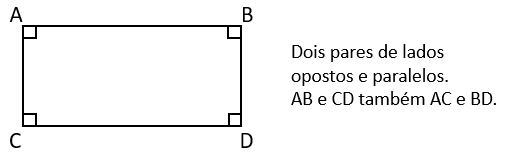 A B
Dois pares de lados
opostos e paralelos.
AB e CD também AC e BD.
C D